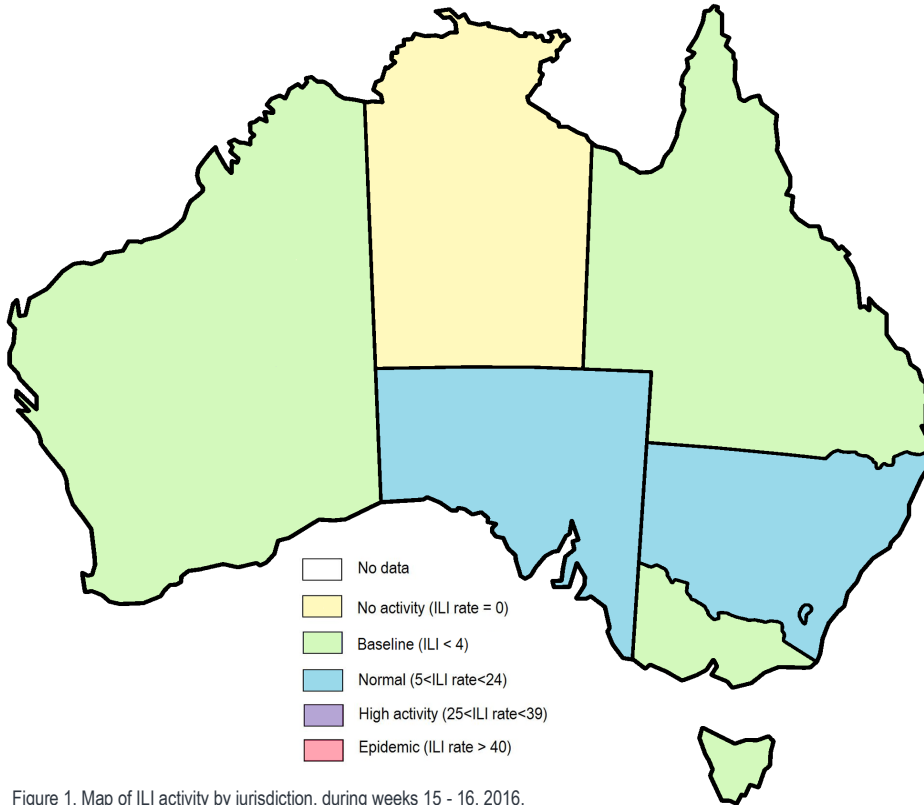 No data
No activity (ILI rate = 0)
Baseline (ILI < 4)
Normal (5<ILI rate<24)
High activity (25<ILI rate<39)
Epidemic (ILI rate > 40)
Figure 1. Map of ILI activity by jurisdiction, during weeks 15 - 16, 2016.